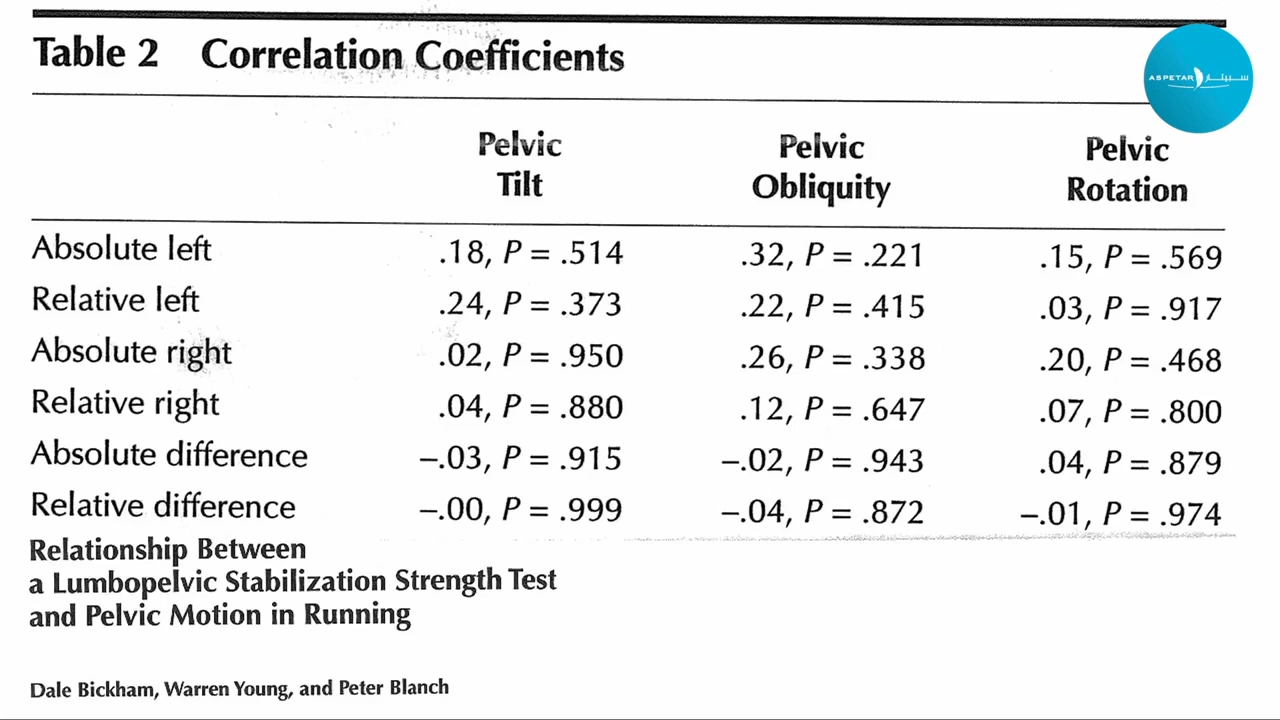 Table 2 Correlation Coefficients
ASPETAR سبيتار
Pelvic Tilt Pelvic Obliquity Pelvic Rotation
Absolute left .18, P = .514 .32, P = .221 .15, P = .569
Relative left .24, P = .373 .22, P = .415 .03, P = .917
Absolute right .02, P = .950 .26, P = .338 .20, P = .468
Relative right .04, P = .880 .12, P = .647 .07, P = .800
Absolute difference –.03, P = .915 –.02, P = .943 .04, P = .879
Relative difference –.00, P = .999 –.04, P = .872 –.01, P = .974
Relationship Between
a Lumbopelvic Stabilization Strength Test
and Pelvic Motion in Running
Dale Bickham, Warren Young, and Peter Blanch